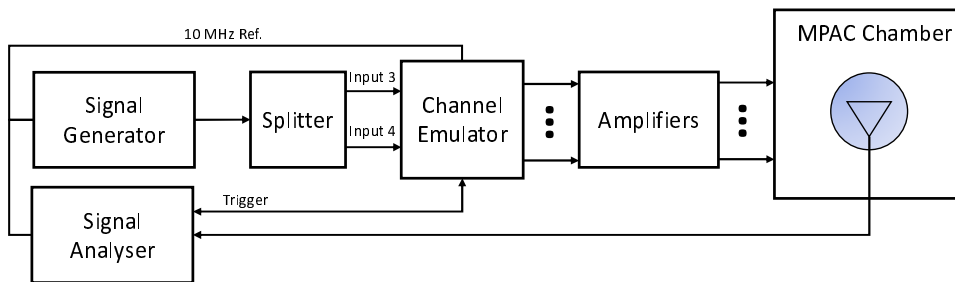 10 MHz Ref.
MPAC Chamber
Signal
Generator
Splitter
Input 3
Input 4
Channel
Emulator
Amplifiers
Trigger
Signal
Analyser